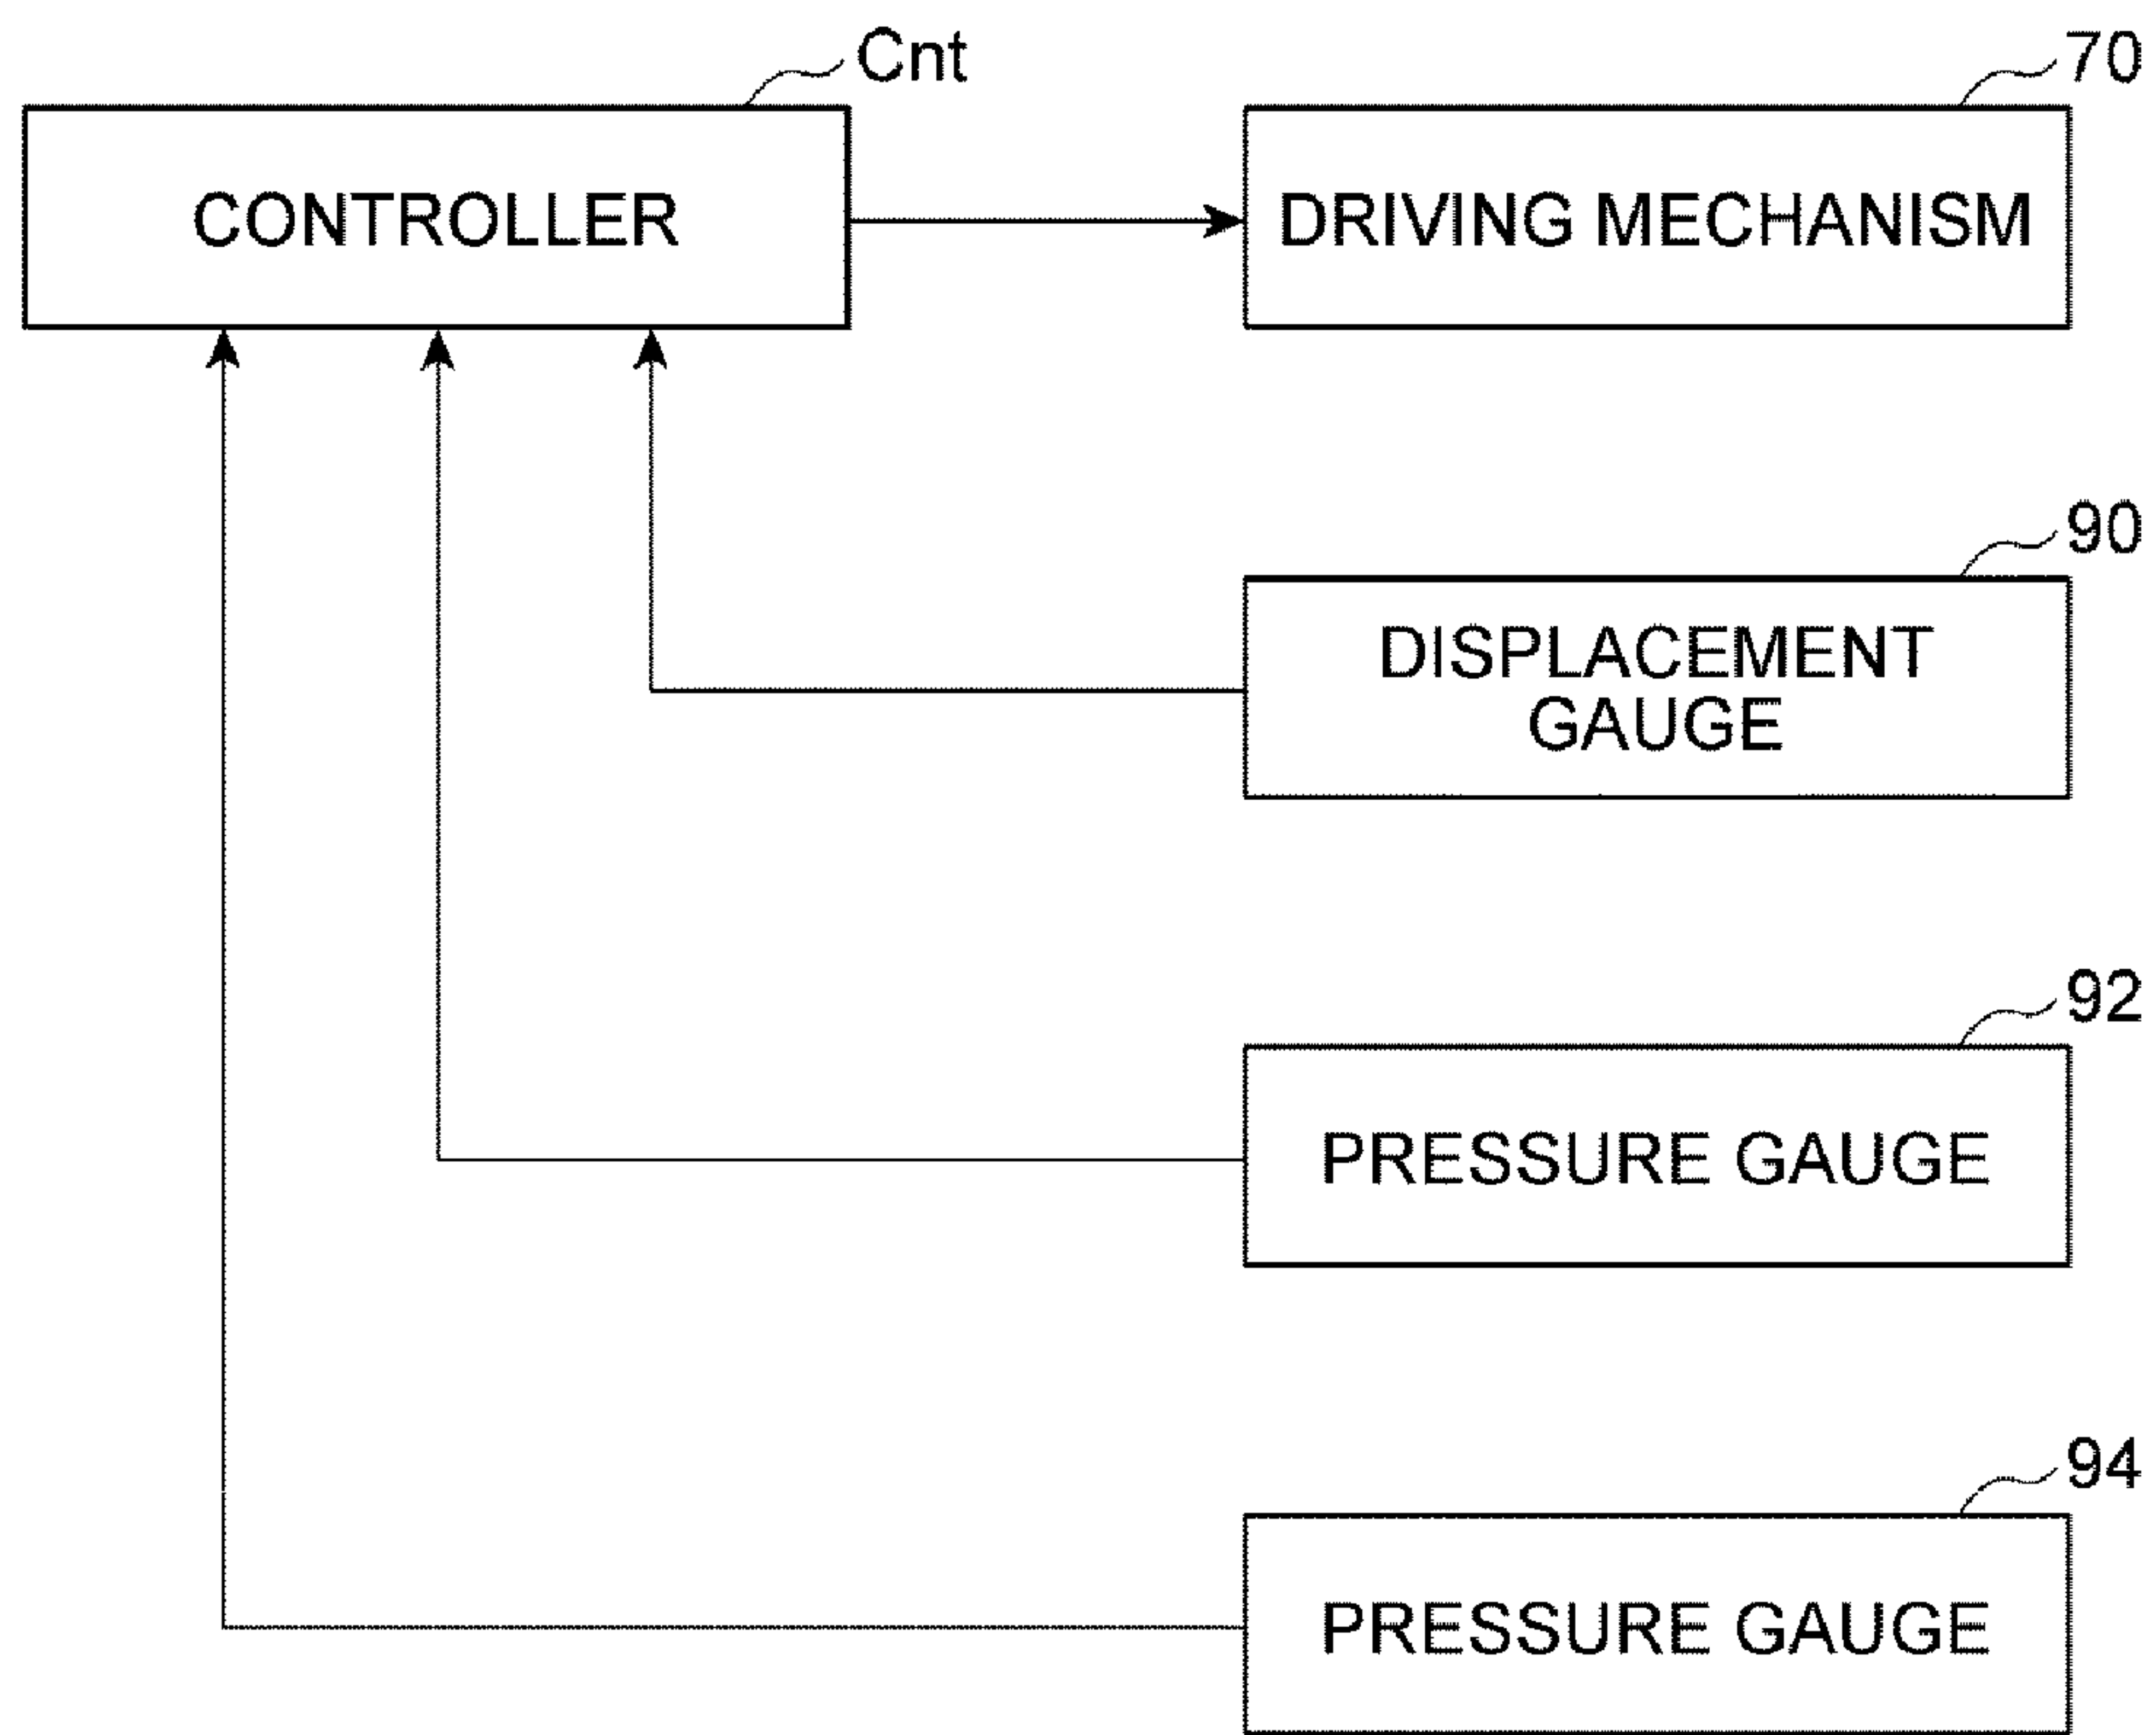 Cnt
70
CONTROLLER
DRIVING MECHANISM
90
DISPLACEMENT
GAUGE
92
PRESSURE GAUGE
94
PRESSURE GAUGE